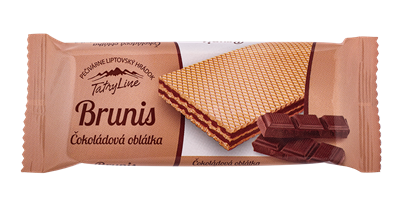 PEČIVÁRNE LIPTOVSKÝ HRÁDOK
TatryLine
Brunis
Čokoládová oblátka
Čokoládová oblátka